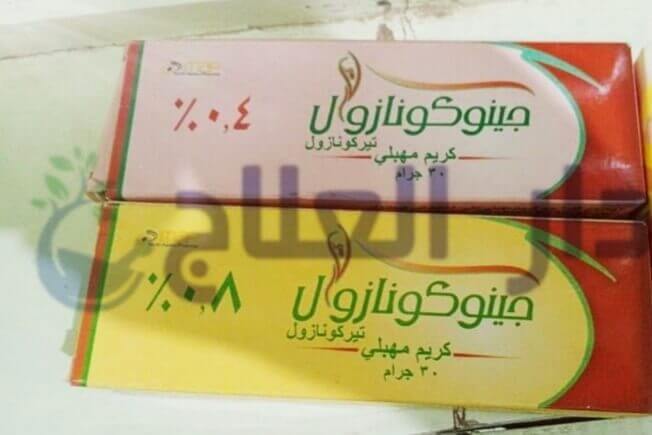 جينوكونازول
تيركونازول
كريم مهبلي
٣٠ جرام
٠,٤٪
دار العلاج
جينوكونازول
تيركونازول
كريم مهبلي
٣٠ جرام
٠,٨٪